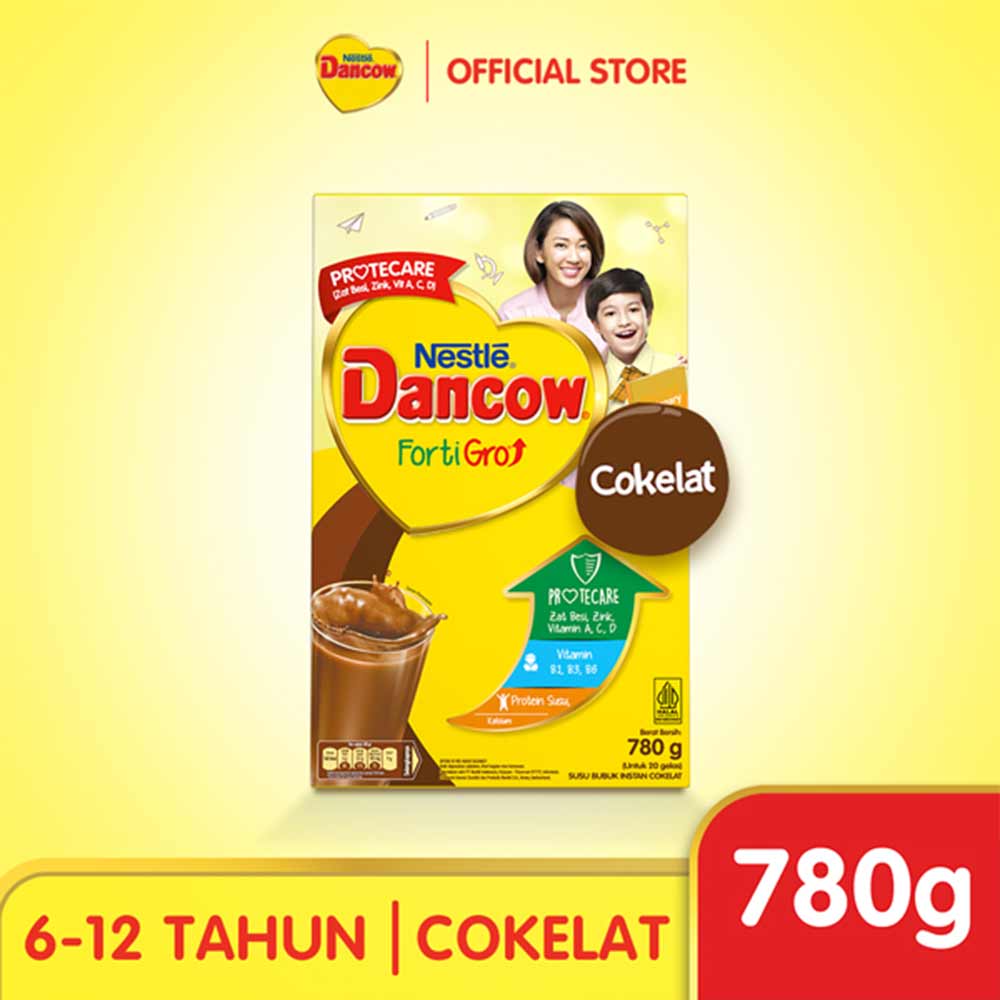 Nestlé
Dancow
OFFICIAL STORE
PROTECARE
(Zat Besi, Zink, Vit A, C, D)
Nestlé
Dancow
FortiGro
Cokelat
PROTECARE
Zat Besi, Zink,
Vitamin A, C, D
Vitamin
B1, B3, B6
Protein Susu,
Kalsium
HALAL
Berat Bersih:
780 g
(Untuk 20 gelas)
SUSU BUBUK INSTAN COKELAT
6-12 TAHUN | COKELAT
780g